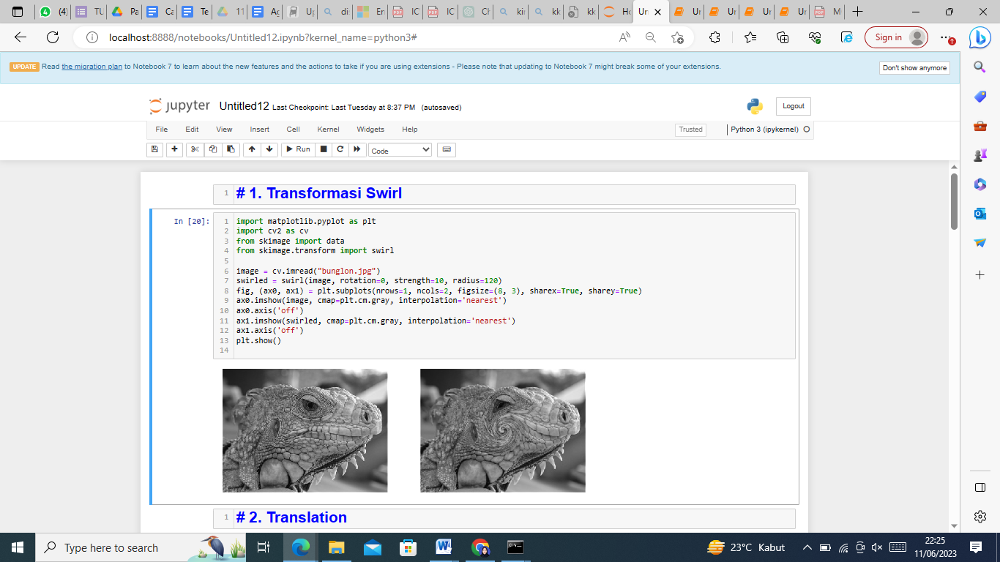 (4)
TU
Pa
Ca
Te
11
Ag
Up
di
En
IC
IC
Ch
kir
kk
kk
Ho
Un
Ur
Ur
Ur
Ur
M
localhost:8888/notebooks/Untitled12.ipynb?kernel_name=python3#
Sign in
UPDATE Read the migration plan to Notebook 7 to learn about the new features and the actions to take if you are using extensions - Please note that updating to Notebook 7 might break some of your extensions.
Don't show anymore
jupyter Untitled12 Last Checkpoint: Last Tuesday at 8:37 PM (autosaved)
Logout
File Edit View Insert Cell Kernel Widgets Help
Trusted
Python 3 (ipykernel)
Run
Code
1 # 1. Transformasi Swirl
In [20]:
1 import matplotlib.pyplot as plt
2 import cv2 as cv
3 from skimage import data
4 from skimage.transform import swirl
5
6 image = cv.imread("bunglon.jpg")
7 swirled = swirl(image, rotation=0, strength=10, radius=120)
8 fig, (ax0, ax1) = plt.subplots(nrows=1, ncols=2, figsize=(8, 3), sharex=True, sharey=True)
9 ax0.imshow(image, cmap=plt.cm.gray, interpolation='nearest')
10 ax0.axis('off')
11 ax1.imshow(swirled, cmap=plt.cm.gray, interpolation='nearest')
12 ax1.axis('off')
13 plt.show()
14
1 # 2. Translation
Type here to search
23°C Kabut
22:25
11/06/2023